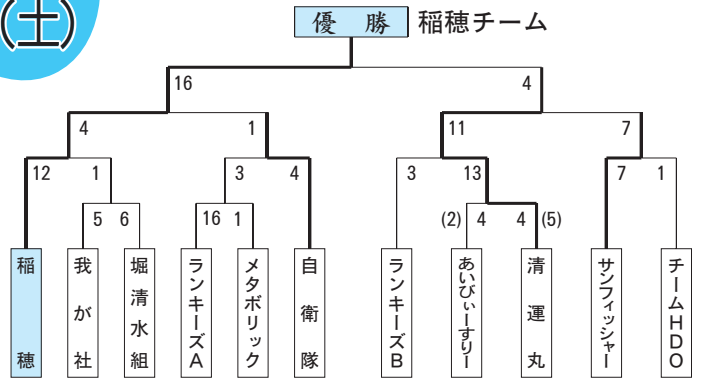 (土)
優勝 稲穂チーム
16 4
4 1 11 7
12 1 3 4 3 13 7 1
5 6 16 1 (2) 4 4 (5)
稲穂
我が社
堀清水組
ランキーズA
メタボリック
自衛隊
ランキーズB
あいびぃーすりー
清運丸
サンフィッシャー
チームHDO